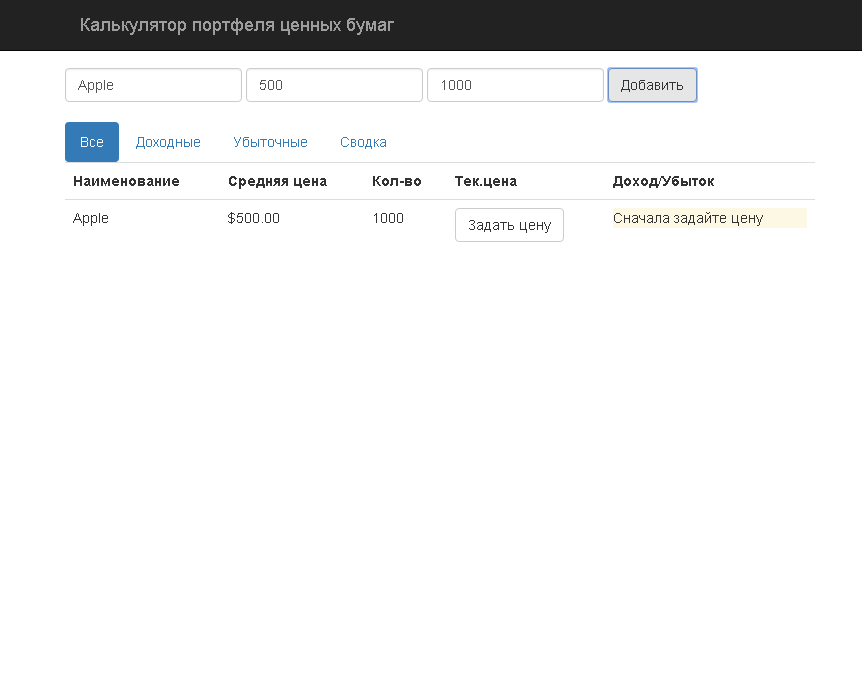 Калькулятор портфеля ценных бумаг
Apple 500 1000 Добавить
Все Доходные Убыточные Сводка
Наименование Средняя цена Кол-во Тек.цена Доход/Убыток
Apple $500.00 1000 Задать цену Сначала задайте цену